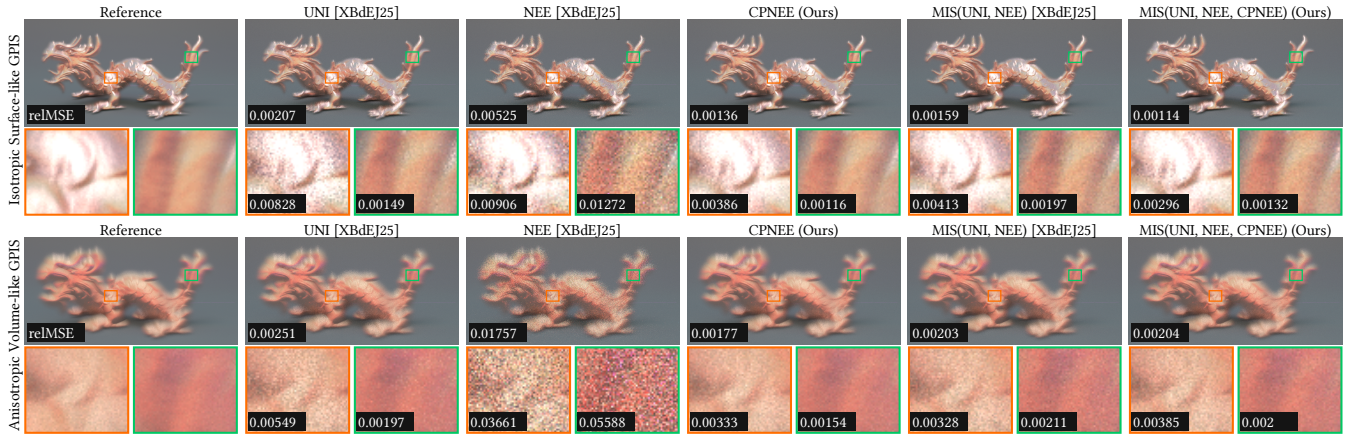 Reference UNI [XBdEJ25] NEE [XBdEJ25] CPNEE (Ours) MIS(UNI, NEE) [XBdEJ25] MIS(UNI, NEE, CPNEE) (Ours)
Isotropic Surface-like GPIS
relMSE 0.00207 0.00525 0.00136 0.00159 0.00114
0.00828 0.00149 0.00906 0.01272 0.00386 0.00116 0.00413 0.00197 0.00296 0.00132
Reference UNI [XBdEJ25] NEE [XBdEJ25] CPNEE (Ours) MIS(UNI, NEE) [XBdEJ25] MIS(UNI, NEE, CPNEE) (Ours)
Anisotropic Volume-like GPIS
relMSE 0.00251 0.01757 0.00177 0.00203 0.00204
0.00549 0.00197 0.03661 0.05588 0.00333 0.00154 0.00328 0.00211 0.00385 0.002